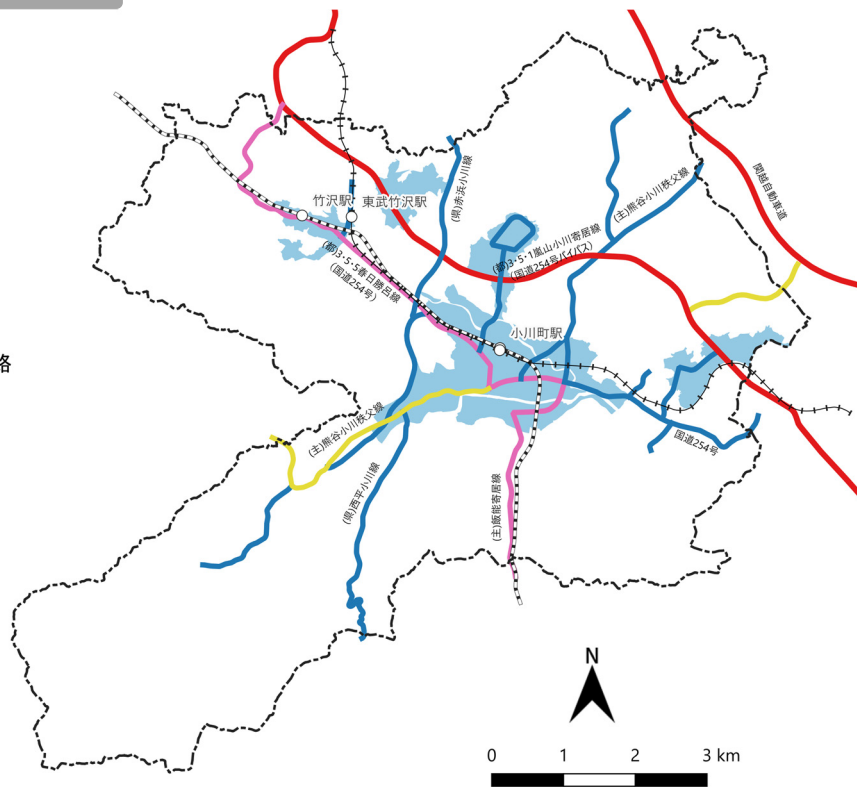 (県)赤浜小川線
(主)熊谷小川秩父線
関越自動車道
竹沢駅
東武竹沢駅
(都)3・5・1嵐山小川寄居線
(国道254号バイパス)
(都)3・5・5春日勝呂線
(国道254号)
小川町駅
路
(主)熊谷小川秩父線
国道254号
(県)西平小川線
(主)飯能寄居線
N
0 1 2 3 km